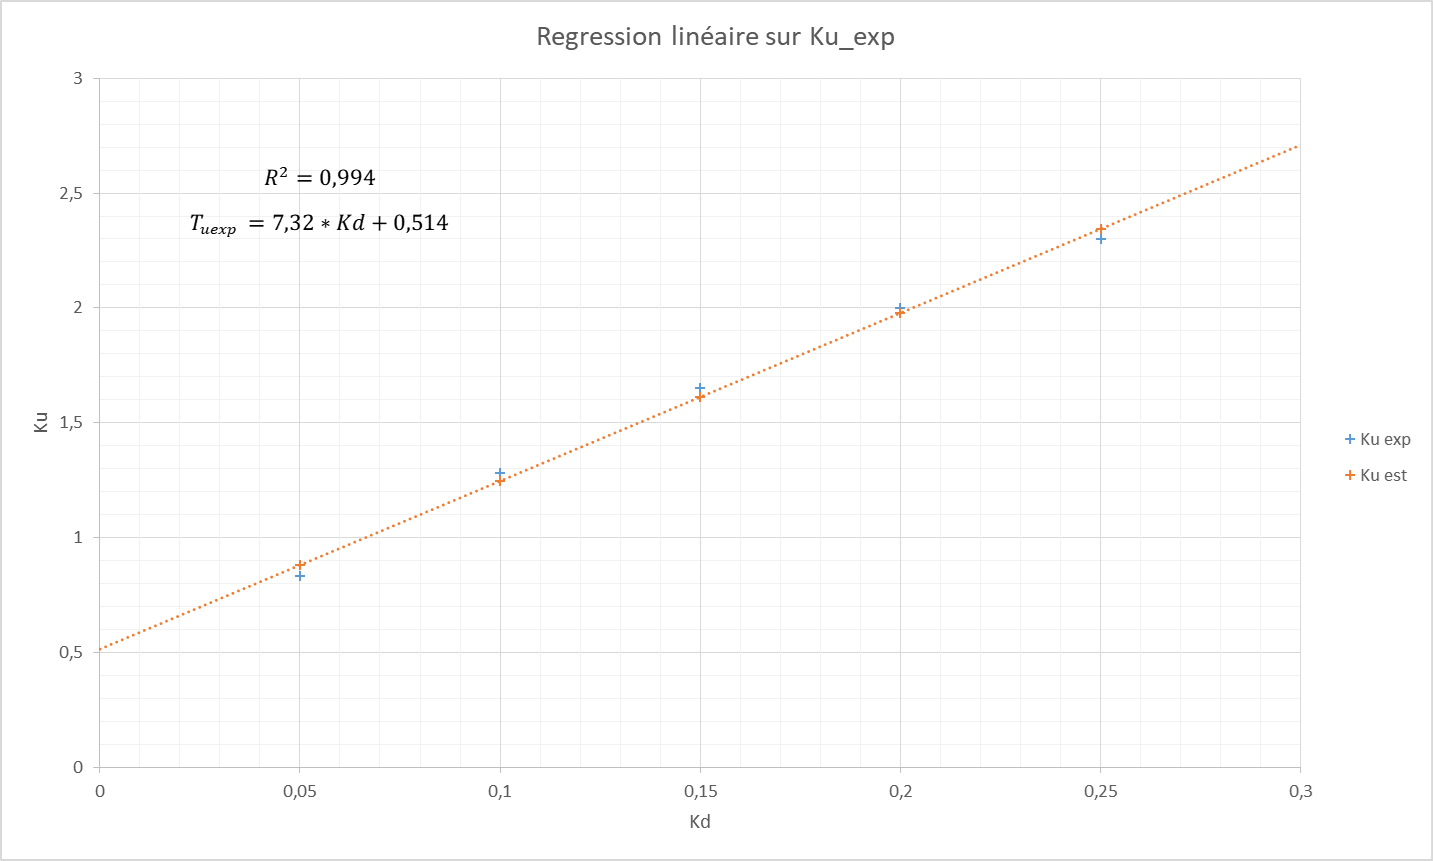 Regression linéaire sur Ku_exp
3
R² = 0,994
2,5
T_{uexp} = 7,32 ∗ Kd + 0,514
2
1,5
Ku
Ku exp
1
Ku est
0,5
0
0 0,05 0,1 0,15 0,2 0,25 0,3
Kd